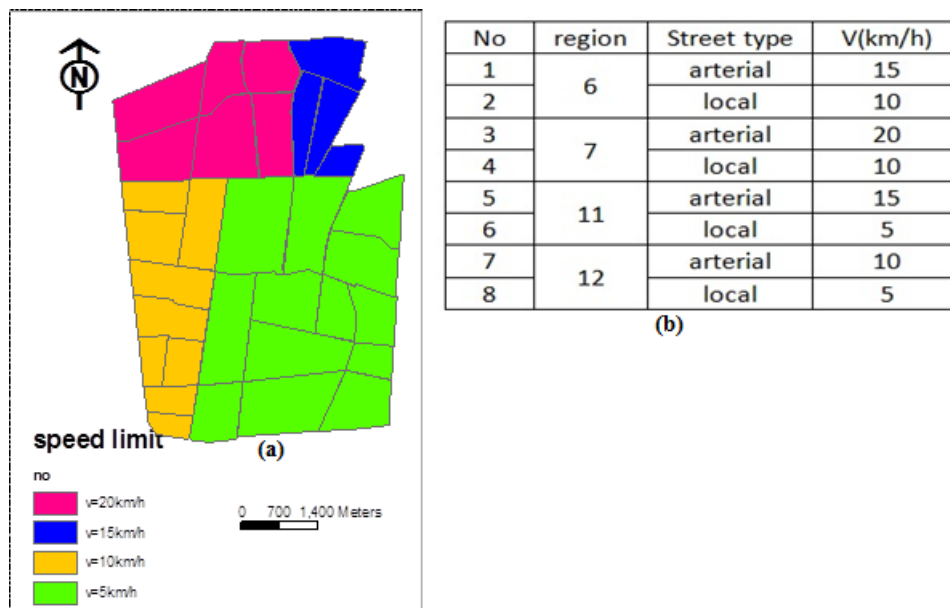 N
speed limit
(a)
no
v=20km/h
v=15km/h
v=10km/h
v=5km/h
0 700 1,400 Meters
No region Street type V(km/h)
1 6 arterial 15
2 local 10
3 7 arterial 20
4 local 10
5 11 arterial 15
6 local 5
7 12 arterial 10
8 local 5
(b)